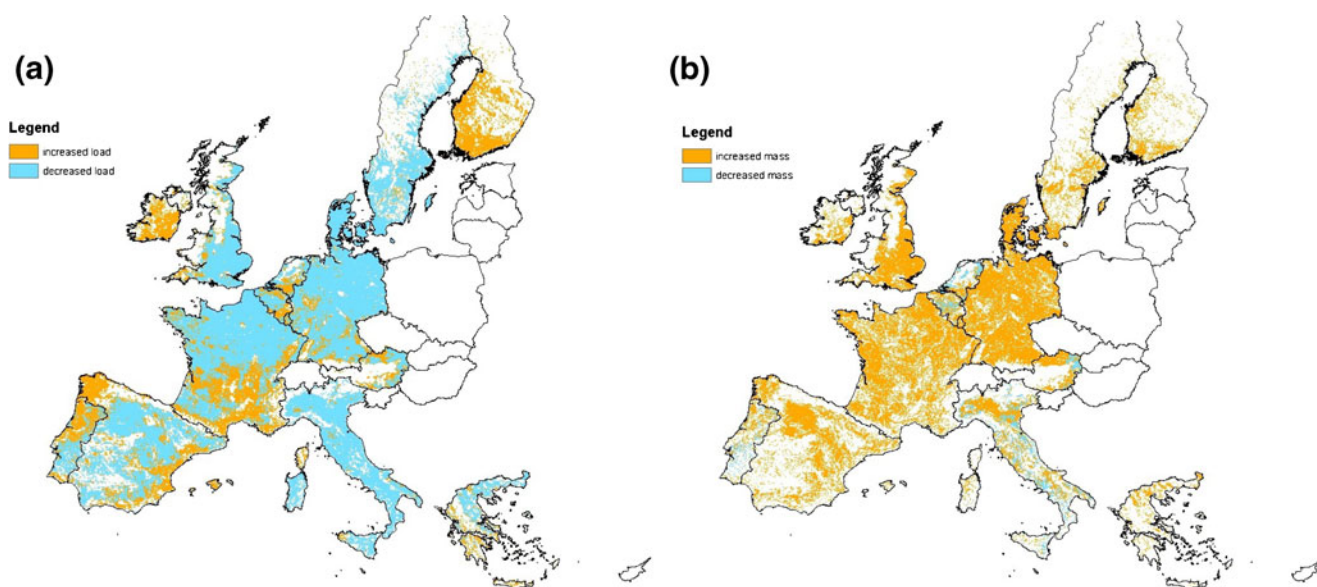 (a)
Legend
increased load
decreased load
(b)
Legend
increased mass
decreased mass